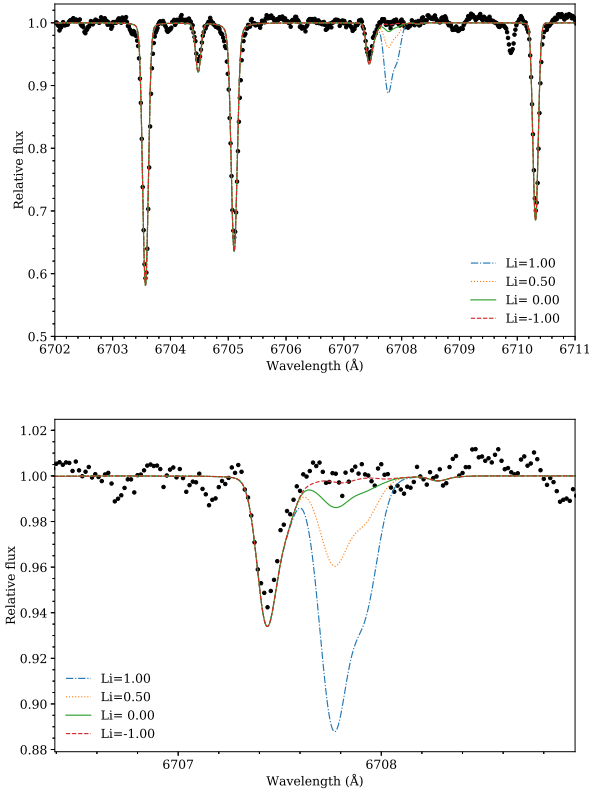 1.0
0.9
0.8
0.7
0.6
0.5
Relative flux
Li=1.00
Li=0.50
Li= 0.00
Li=-1.00
6702 6703 6704 6705 6706 6707 6708 6709 6710 6711
Wavelength (Å)
1.02
1.00
0.98
0.96
0.94
0.92
0.90
0.88
Relative flux
Li=1.00
Li=0.50
Li= 0.00
Li=-1.00
6707 6708
Wavelength (Å)